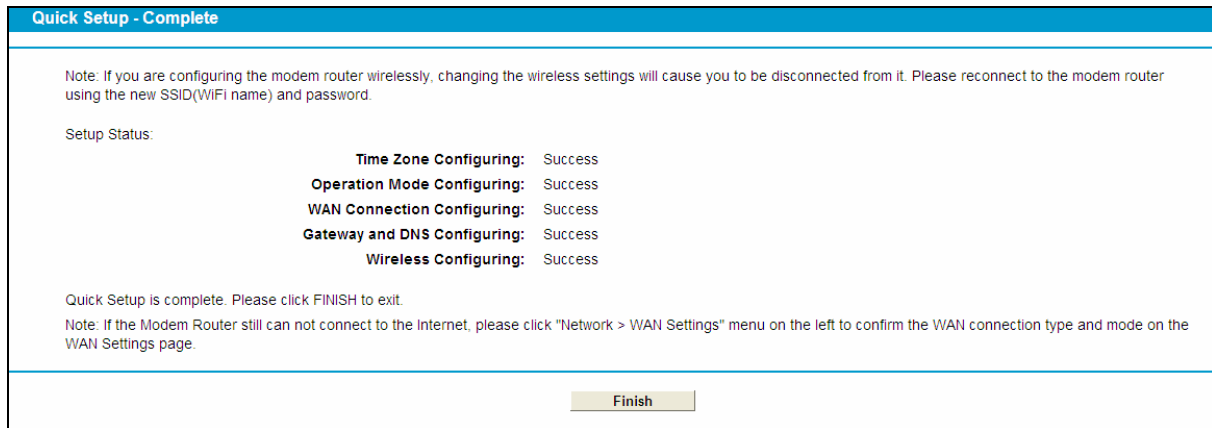 Quick Setup - Complete
Note: If you are configuring the modem router wirelessly, changing the wireless settings will cause you to be disconnected from it. Please reconnect to the modem router
using the new SSID(WiFi name) and password.
Setup Status:
Time Zone Configuring: Success
Operation Mode Configuring: Success
WAN Connection Configuring: Success
Gateway and DNS Configuring: Success
Wireless Configuring: Success
Quick Setup is complete. Please click FINISH to exit.
Note: If the Modem Router still can not connect to the Internet, please click "Network > WAN Settings" menu on the left to confirm the WAN connection type and mode on the
WAN Settings page.
Finish